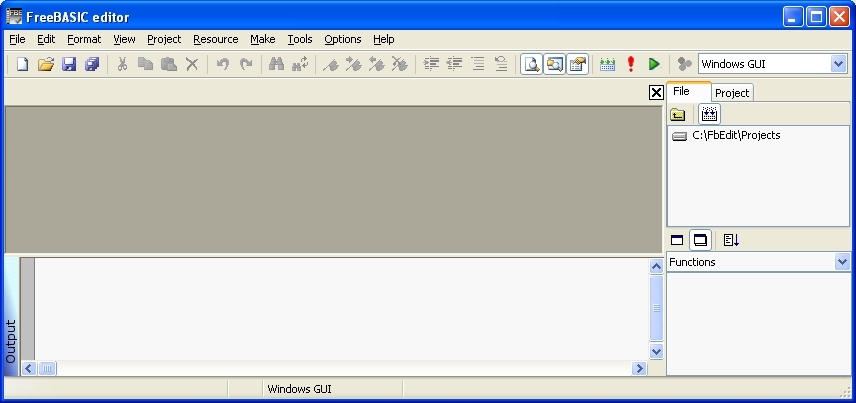 FreeBASIC editor
File Edit Format View Project Resource Make Tools Options Help
Windows GUI
File Project
C:\FbEdit\Projects
Functions
Output
Windows GUI